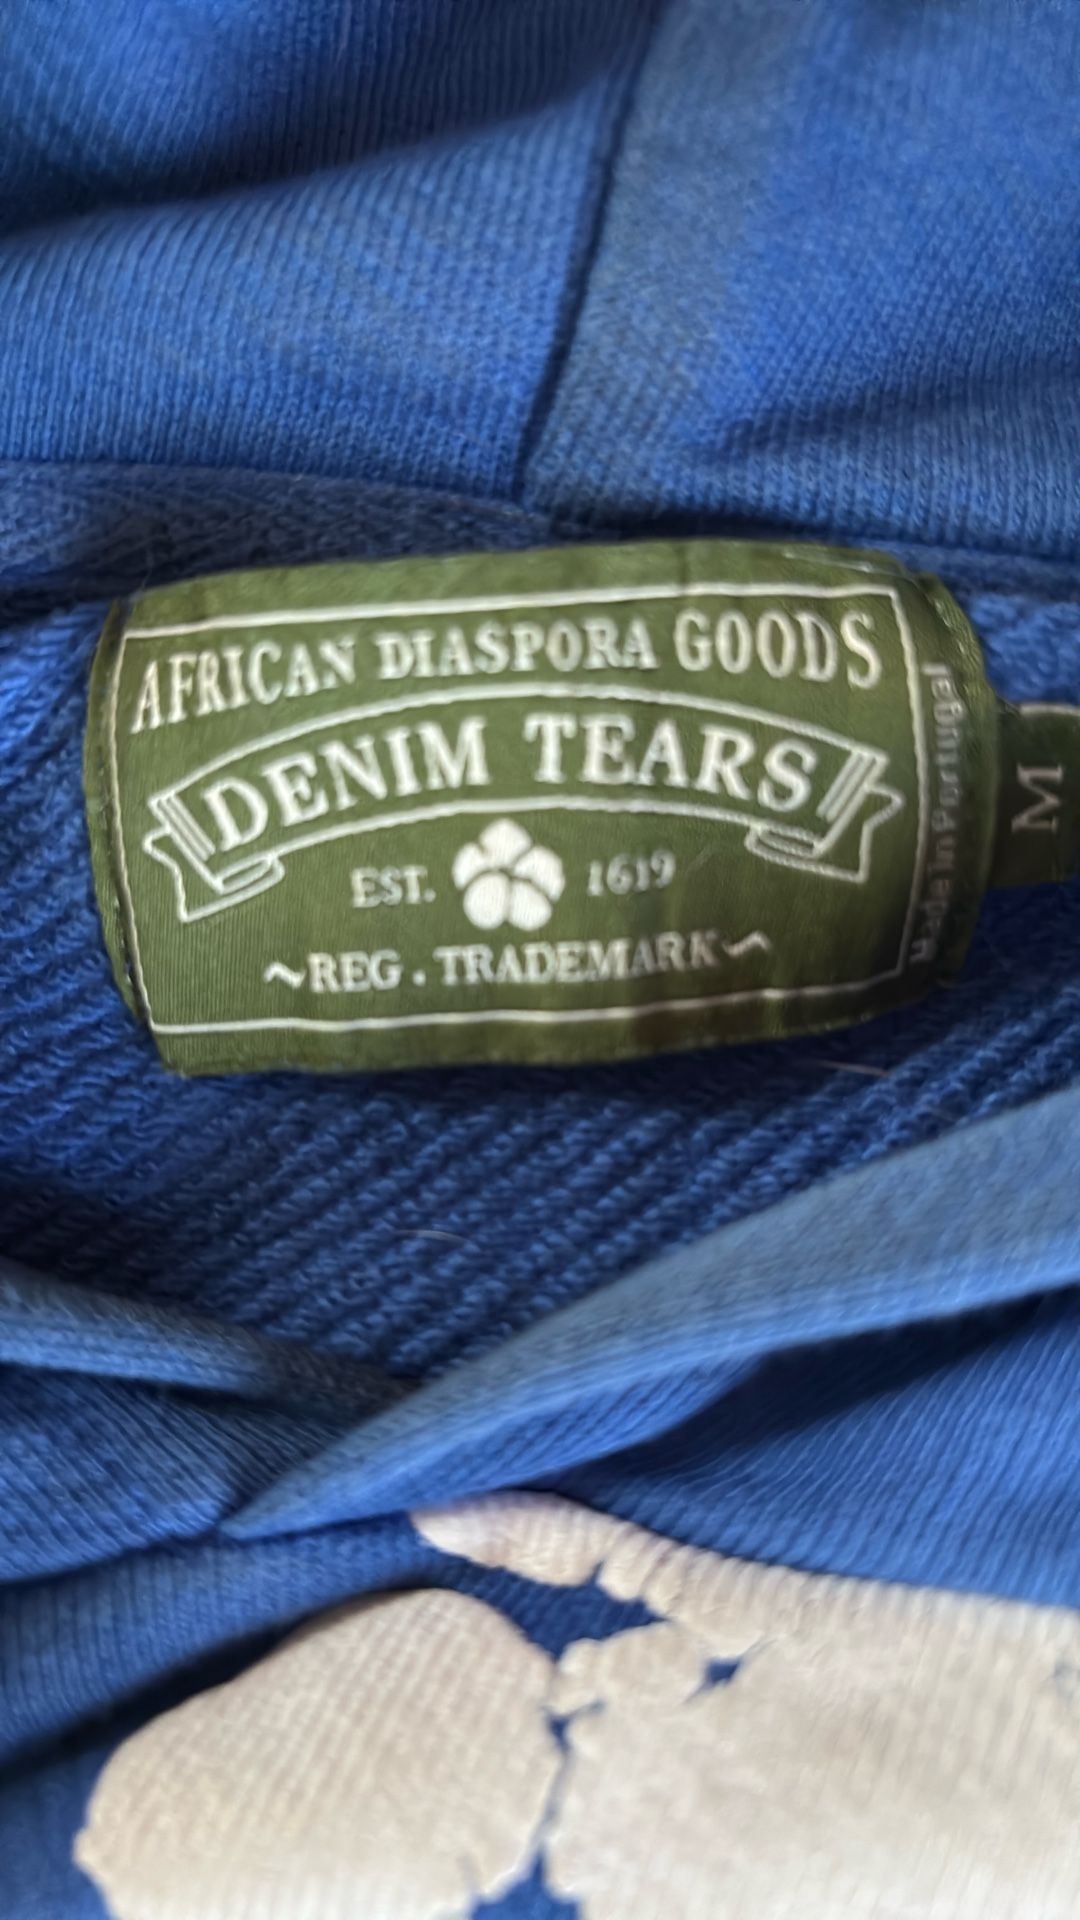 AFRICAN DIASPORA GOODS
DENIM TEARS
EST. 1619
~REG. TRADEMARK~
Made in Portugal
M